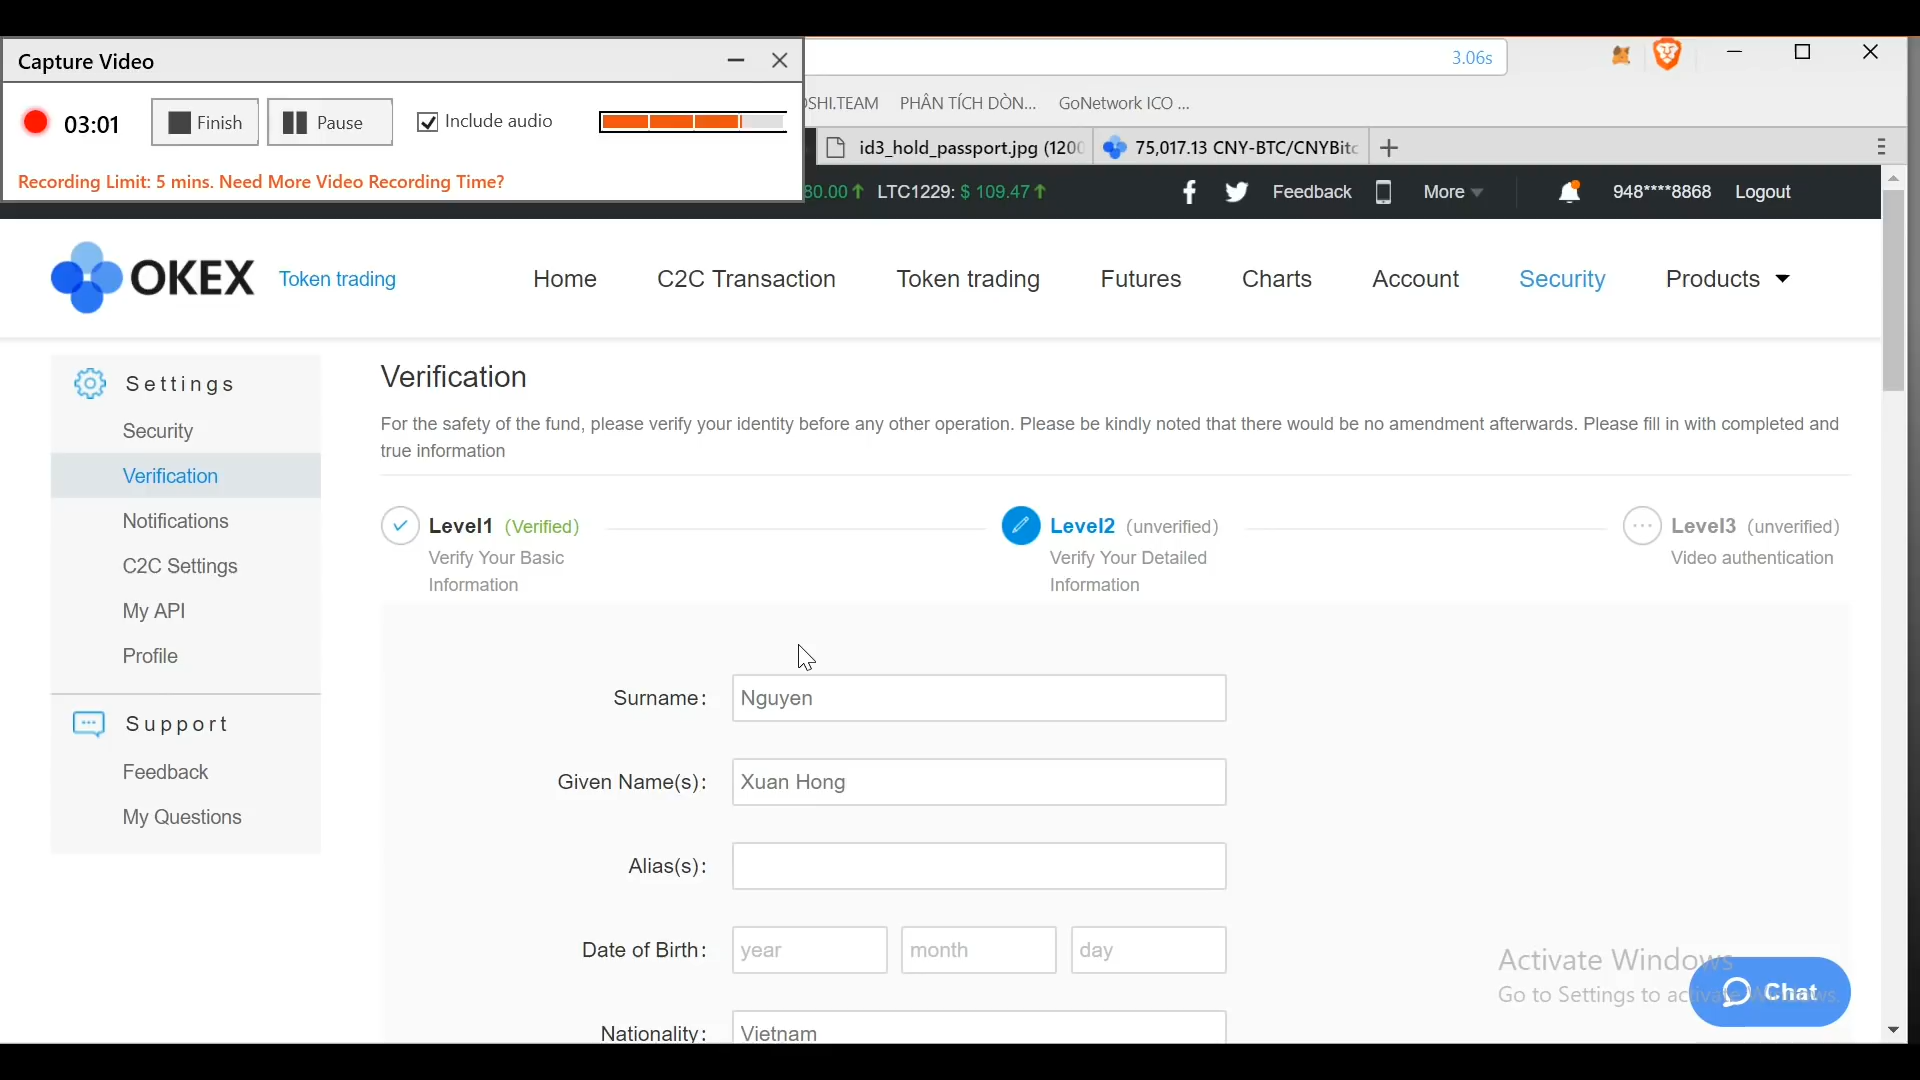 Capture Video
03:01
Finish
Pause
Include audio
Recording Limit: 5 mins. Need More Video Recording Time?
3.06s
SHI.TEAM
PHÂN TÍCH DÒN...
GoNetwork ICO ...
id3_hold_passport.jpg (1200
75,017.13 CNY-BTC/CNYBitc
80.00↑ LTC1229: $ 109.47↑
Feedback
More
948****8868
Logout
OKEX
Token trading
Home
C2C Transaction
Token trading
Futures
Charts
Account
Security
Products
Settings
Security
Verification
Notifications
C2C Settings
My API
Profile
Support
Feedback
My Questions
Verification
For the safety of the fund, please verify your identity before any other operation. Please be kindly noted that there would be no amendment afterwards. Please fill in with completed and
true information
Level1 (Verified)
Verify Your Basic
Information
Level2 (unverified)
Verify Your Detailed
Information
Level3 (unverified)
Video authentication
Surname: Nguyen
Given Name(s): Xuan Hong
Alias(s):
Date of Birth: year month day
Nationality: Vietnam
Activate Windows
Go to Settings to activate Windows.
Chat